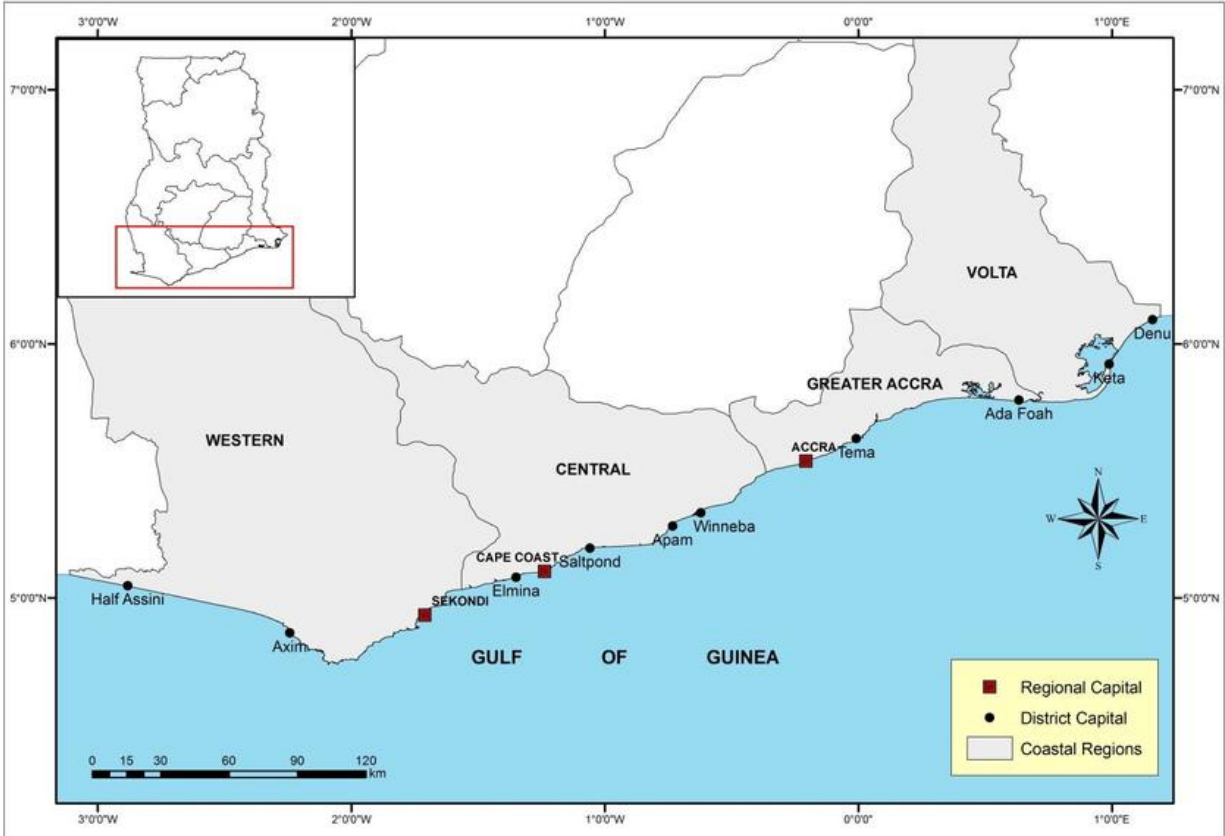 3°0'0"W 2°0'0"W 1°0'0"W 0°0'0" 1°0'0"E
7°0'0"N 7°0'0"N
VOLTA
Denu
6°0'0"N 6°0'0"N
Keta
GREATER ACCRA
Ada Foah
WESTERN
ACCRA
Tema
CENTRAL
Winneba
Apam
CAPE COAST
Saltpond
Elmina
Half Assini
SEKONDI
5°0'0"N 5°0'0"N
Axim
N
W E
S
GULF OF GUINEA
Regional Capital
District Capital
Coastal Regions
0 15 30 60 90 120
km
3°0'0"W 2°0'0"W 1°0'0"W 0°0'0" 1°0'0"E